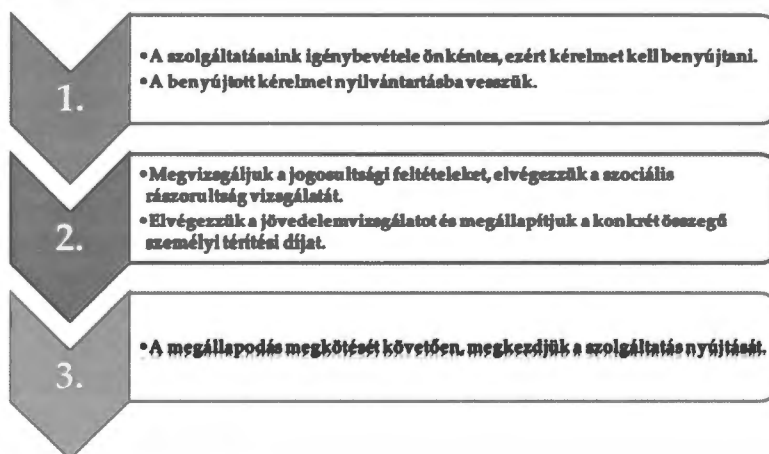 1.
•A szolgáltatásaink igénybevétele önkéntes, ezért kérelmet kell benyújtani.
•A benyújtott kérelmet nyilvántartásba vesszük.
2.
•Megvizsgáljuk a jogosultsági feltételeket, elvégezzük a szociális
rászorultság vizsgálatát.
•Elvégezzük a jövedelemvizsgálatot és megállapítjuk a konkrét összegű
személyi térítési díjat.
3.
•A megállapodás megkötését követően, megkezdjük a szolgáltatás nyújtását.